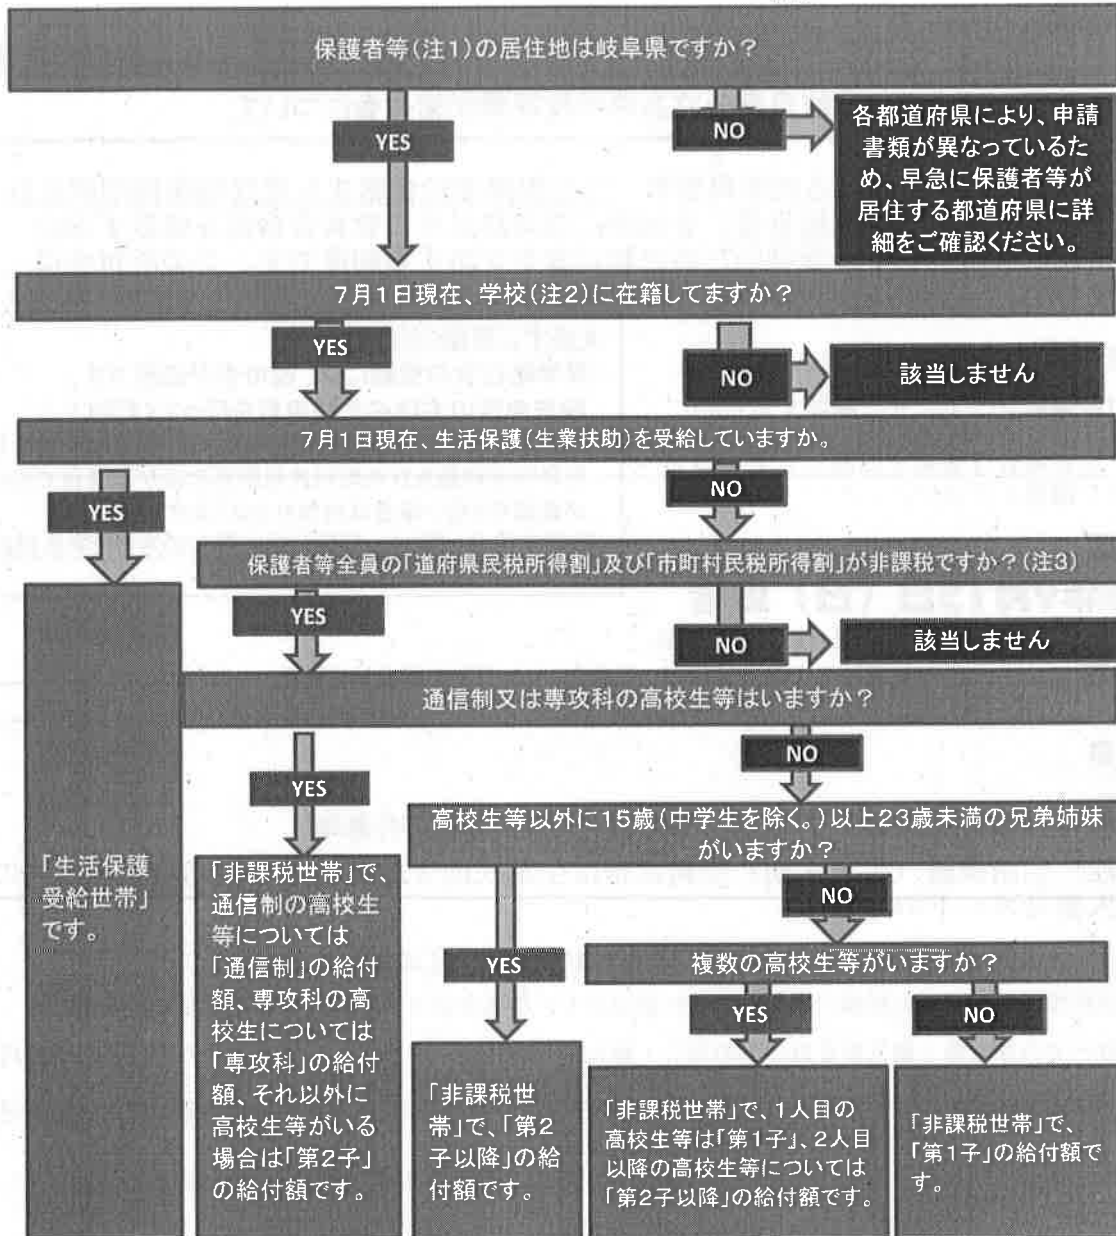 保護者等(注1)の居住地は岐阜県ですか？
YES
NO
各都道府県により、申請
書類が異なっているた
め、早急に保護者等が
居住する都道府県に詳
細をご確認ください。
7月1日現在、学校(注2)に在籍してますか？
YES
NO
該当しません
7月1日現在、生活保護(生業扶助)を受給していますか。
YES
NO
保護者等全員の「道府県民税所得割」及び「市町村民税所得割」が非課税ですか？(注3)
YES
NO
該当しません
通信制又は専攻科の高校生等はいますか？
YES
NO
高校生等以外に15歳(中学生を除く。)以上23歳未満の兄弟姉妹
がいますか？
YES
NO
複数の高校生等がいますか？
YES
NO
「生活保護
受給世帯」
です。
「非課税世帯」で、
通信制の高校生
等については
「通信制」の給付
額、専攻科の高
校生については
「専攻科」の給付
額、それ以外に
高校生等がいる
場合は「第2子」
の給付額です。
「非課税世
帯」で、「第2
子以降」の給
付額です。
「非課税世帯」で、1人目の
高校生等は「第1子」、2人目
以降の高校生等については
「第2子以降」の給付額です。
「非課税世帯」で、
「第1子」の給付額で
す。